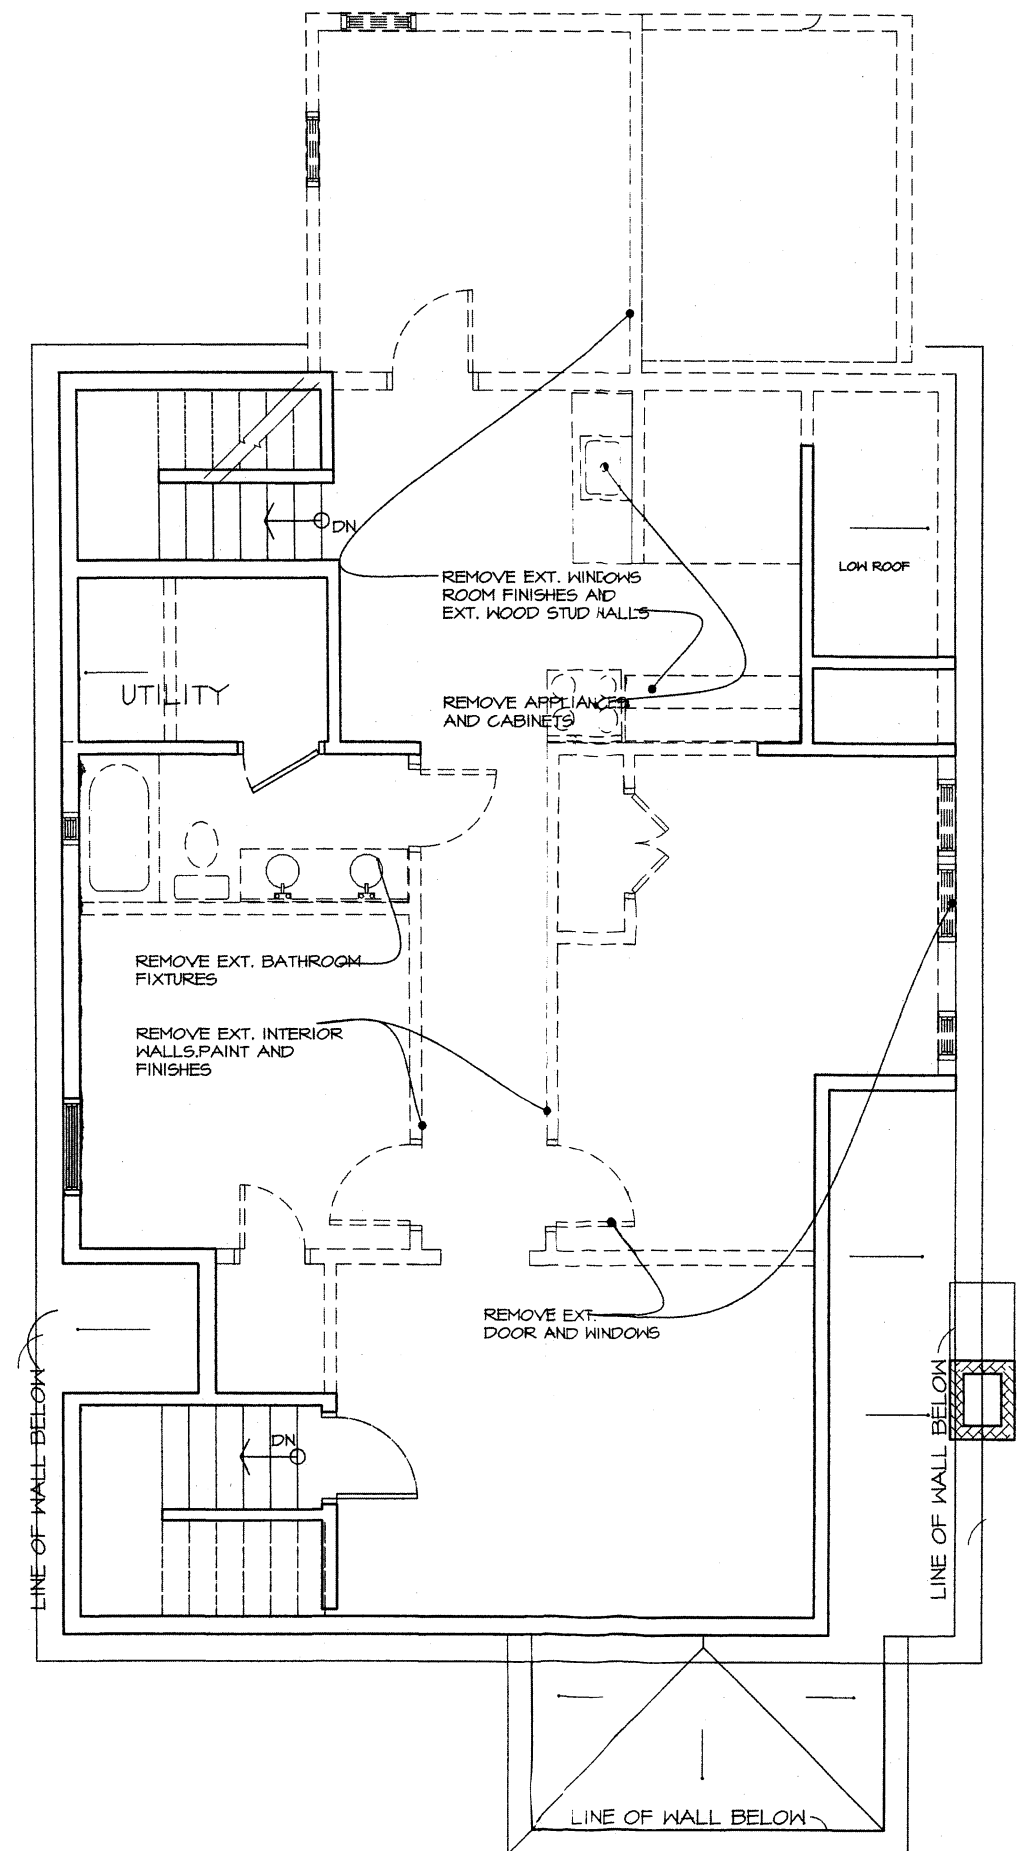 DN
REMOVE EXT. WINDOWS
ROOM FINISHES AND
EXT. WOOD STUD WALLS
LOW ROOF
UTILITY
REMOVE APPLIANCES
AND CABINETS
REMOVE EXT. BATHROOM
FIXTURES
REMOVE EXT. INTERIOR
WALLS.PAINT AND
FINISHES
REMOVE EXT.
DOOR AND WINDOWS
LINE OF WALL BELOW
LINE OF WALL BELOW
DN
LINE OF WALL BELOW